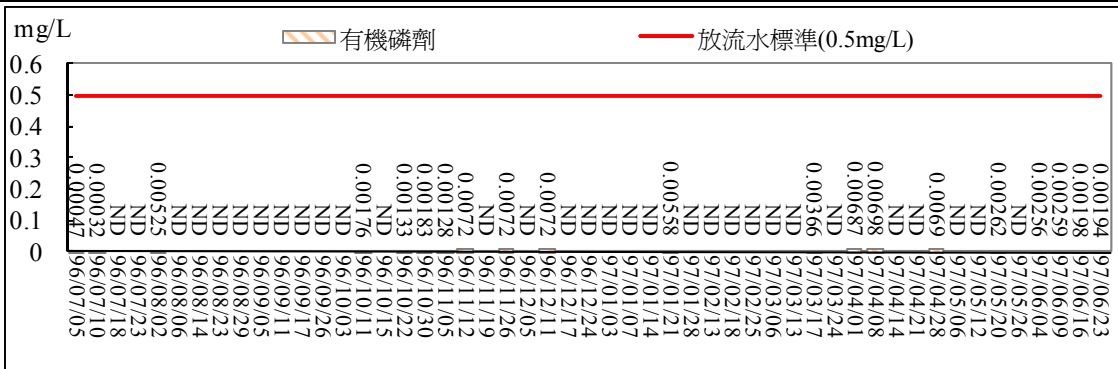 mg/L
有機磷劑
放流水標準(0.5mg/L)
0.6
0.5
0.4
0.3
0.2
0.1
0
0.00047
0.00032
ND
ND
0.00525
ND
ND
ND
ND
ND
ND
ND
ND
ND
0.00176
ND
0.00133
0.00183
0.00128
0.0072
ND
0.0072
ND
0.0072
ND
ND
ND
ND
ND
0.00558
ND
ND
ND
ND
ND
ND
0.00366
ND
0.00687
0.00698
ND
ND
0.0069
ND
ND
0.00262
ND
0.00256
0.00259
0.00198
0.00194
96/07/05
96/07/10
96/07/18
96/07/23
96/08/02
96/08/06
96/08/14
96/08/23
96/08/29
96/09/05
96/09/11
96/09/17
96/09/26
96/10/03
96/10/11
96/10/15
96/10/22
96/10/30
96/11/05
96/11/12
96/11/19
96/11/26
96/12/05
96/12/11
96/12/17
96/12/24
97/01/03
97/01/07
97/01/14
97/01/21
97/01/28
97/02/13
97/02/18
97/02/25
97/03/06
97/03/13
97/03/17
97/03/24
97/04/01
97/04/08
97/04/14
97/04/21
97/04/28
97/05/06
97/05/12
97/05/20
97/05/26
97/06/04
97/06/09
97/06/16
97/06/23